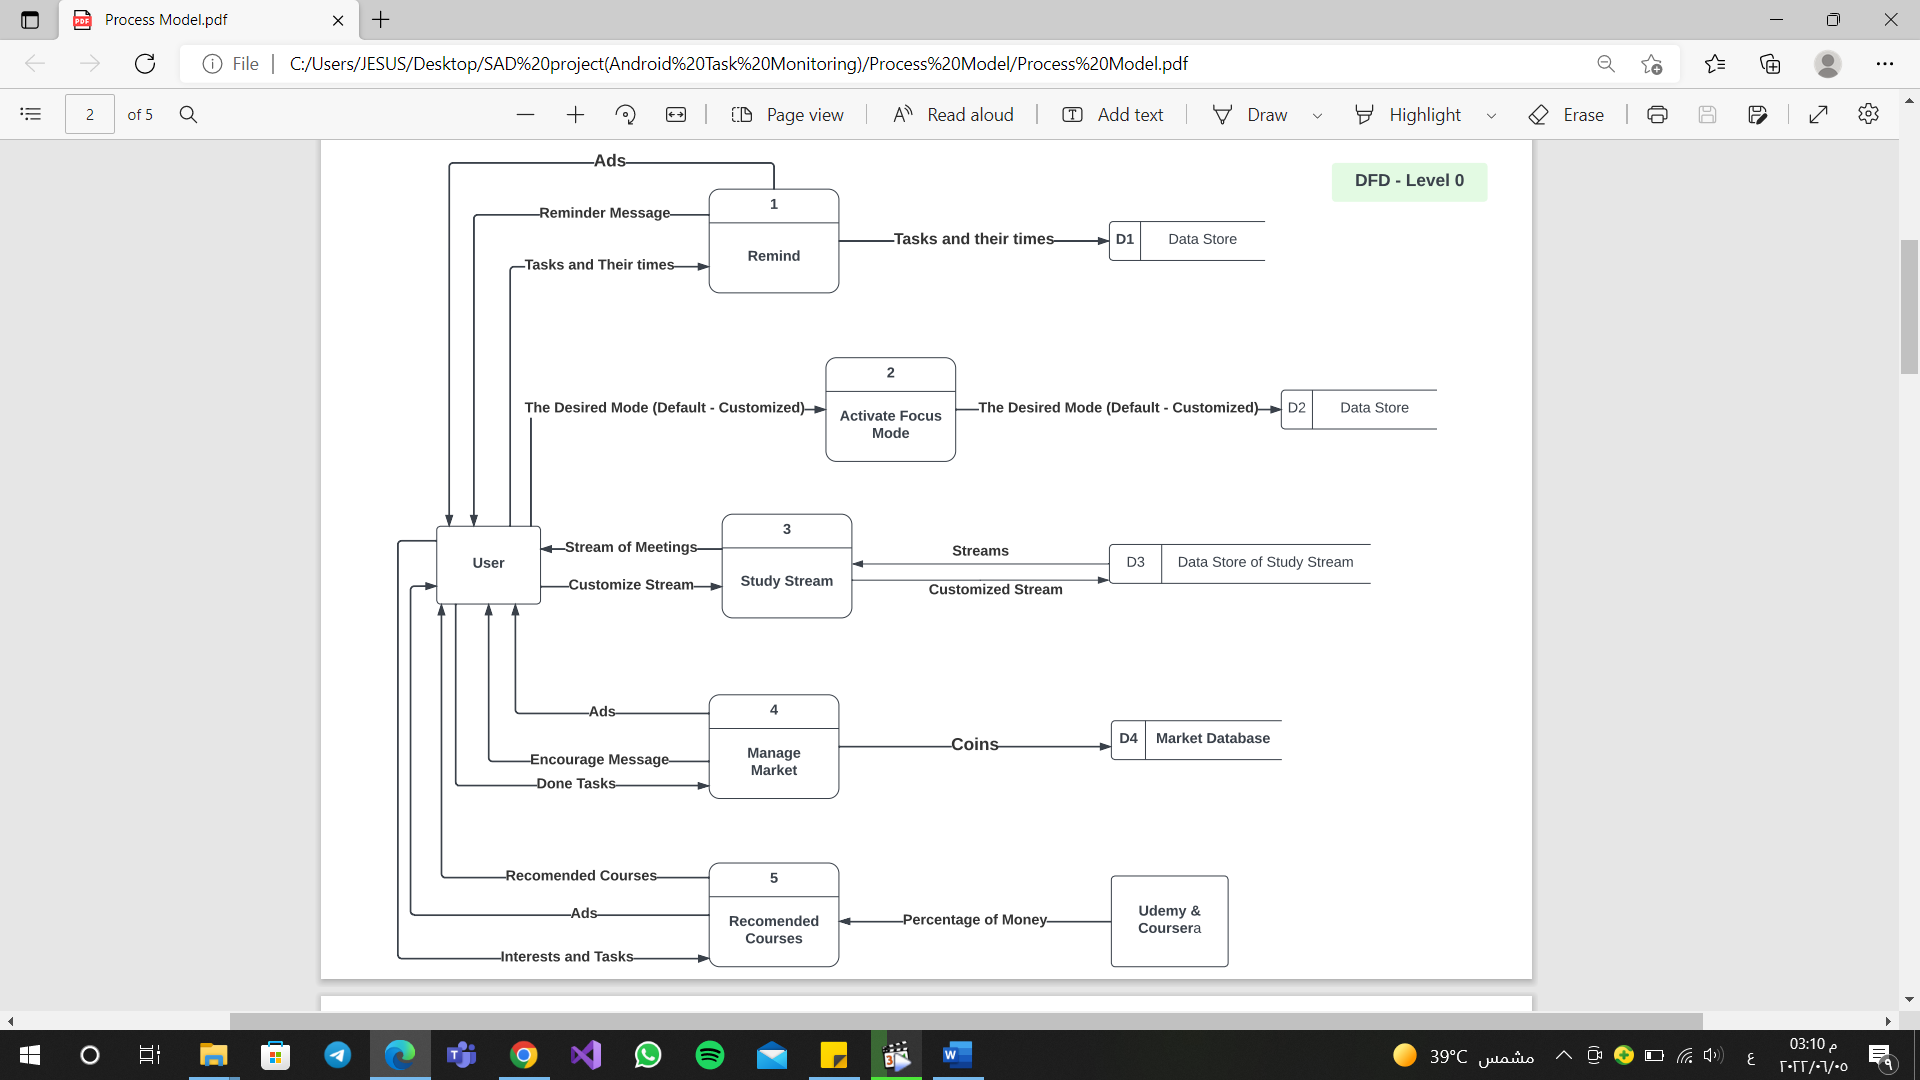 Process Model.pdf
File
C:/Users/JESUS/Desktop/SAD%20project(Android%20Task%20Monitoring)/Process%20Model/Process%20Model.pdf
2 of 5
Page view
Read aloud
Add text
Draw
Highlight
Erase
Ads
DFD - Level 0
1
Reminder Message
Tasks and their times
D1 Data Store
Remind
Tasks and Their times
2
The Desired Mode (Default - Customized)
Activate Focus
Mode
The Desired Mode (Default - Customized)
D2 Data Store
3
Stream of Meetings
Streams
User
D3 Data Store of Study Stream
Customize Stream
Study Stream
Customized Stream
4
Ads
Encourage Message
Done Tasks
Manage
Market
Coins
D4 Market Database
5
Recomended Courses
Ads
Interests and Tasks
Recomended
Courses
Percentage of Money
Udemy &
Coursera
39°C مشمس
ع
03:10 م
٢٠٢٢/٠٦/٠٥
٩